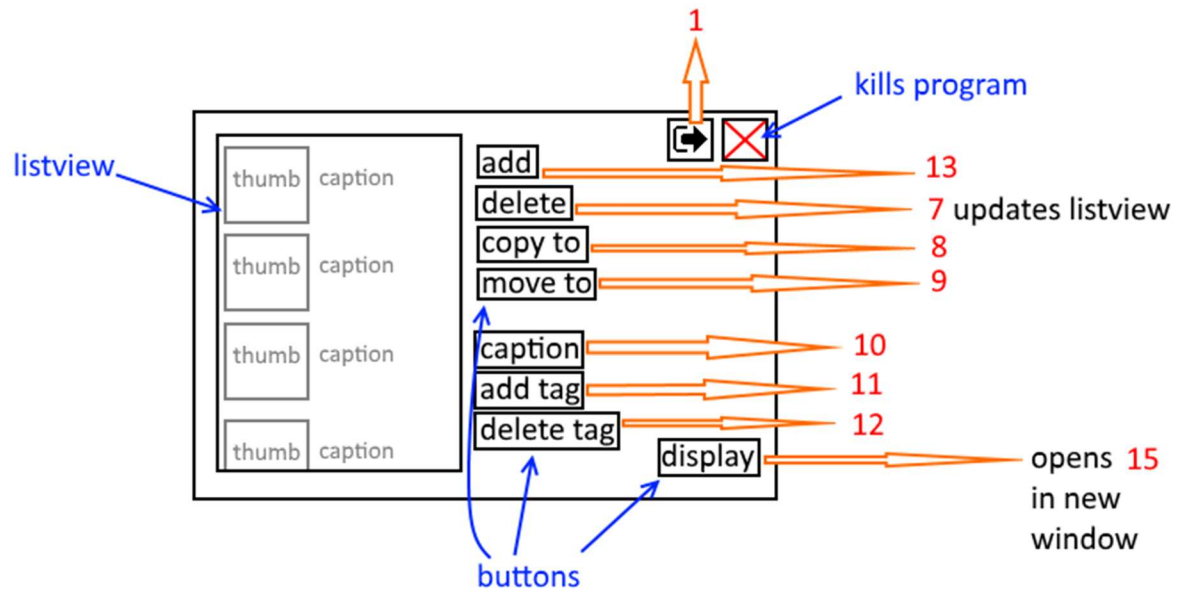 1
kills program
listview
thumb caption
thumb caption
thumb caption
thumb caption
add
delete
copy to
move to
caption
add tag
delete tag
display
13
7 updates listview
8
9
10
11
12
opens 15
in new
window
buttons